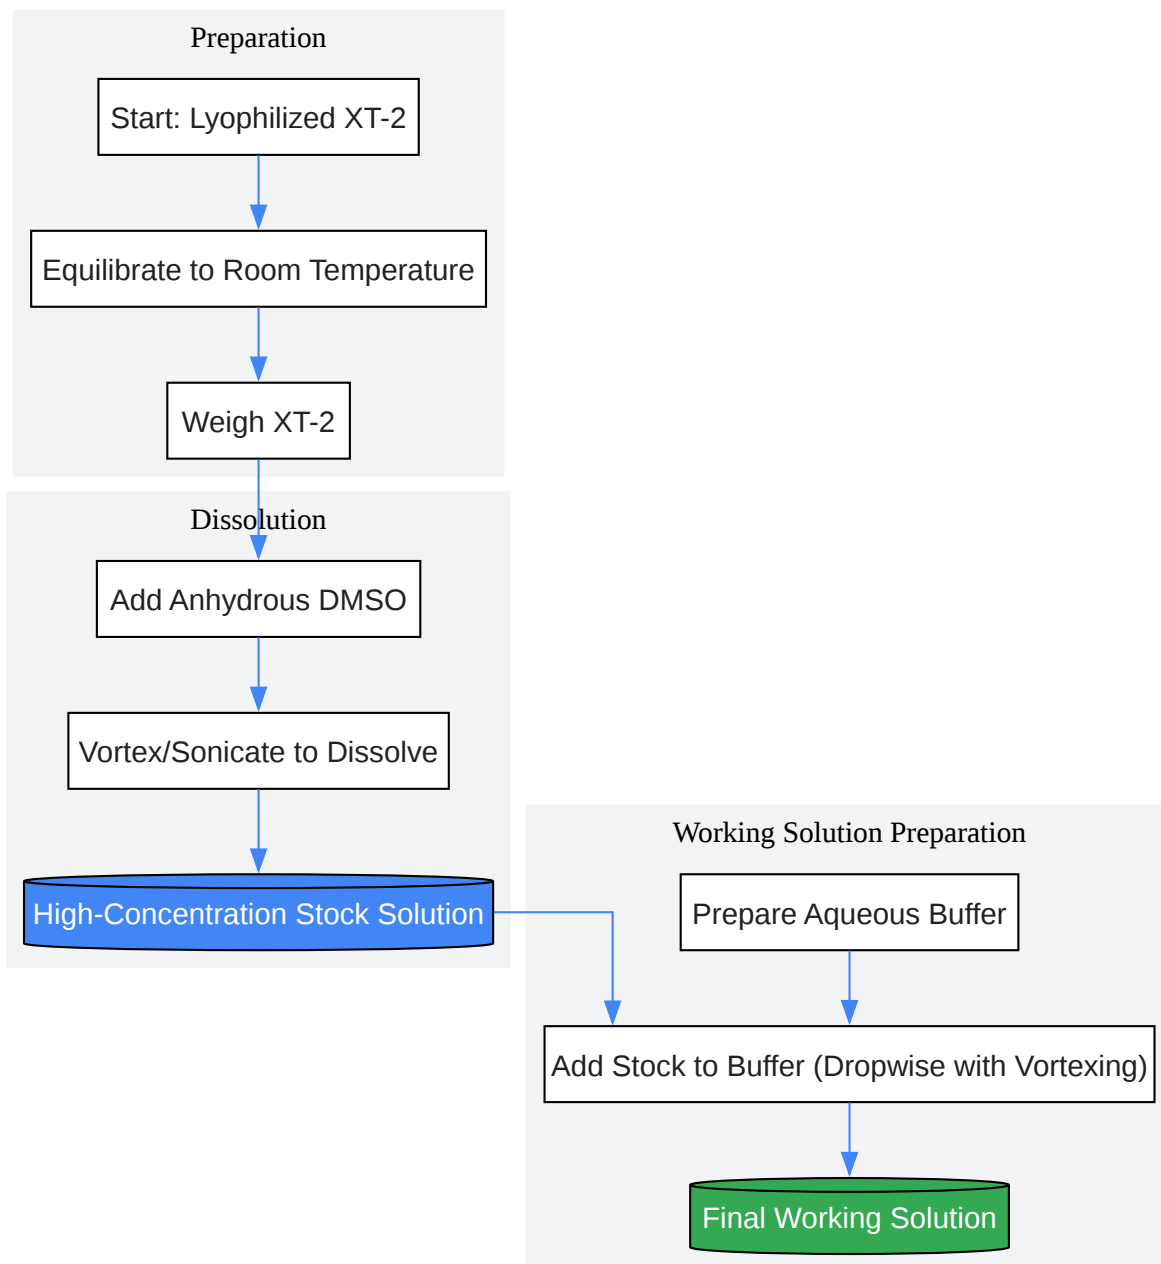 Preparation
Start: Lyophilized XT-2
Equilibrate to Room Temperature
Weigh XT-2
Dissolution
Add Anhydrous DMSO
Vortex/Sonicate to Dissolve
High-Concentration Stock Solution
Working Solution Preparation
Prepare Aqueous Buffer
Add Stock to Buffer (Dropwise with Vortexing)
Final Working Solution